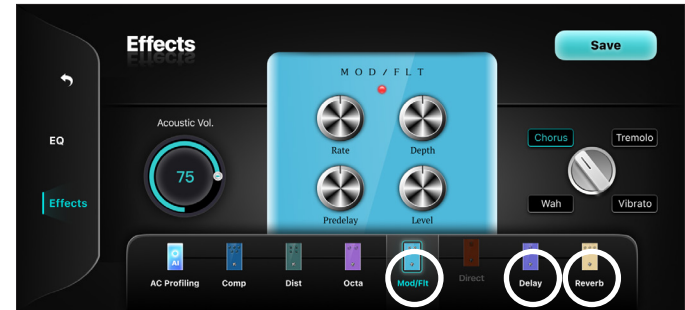 Effects
Save
MOD/FLT
EQ
Effects
Acoustic Vol.
75
Rate
Depth
Predelay
Level
Chorus
Tremolo
Wah
Vibrato
AI
AC Profiling
Comp
Dist
Octa
Mod/Flt
Direct
Delay
Reverb